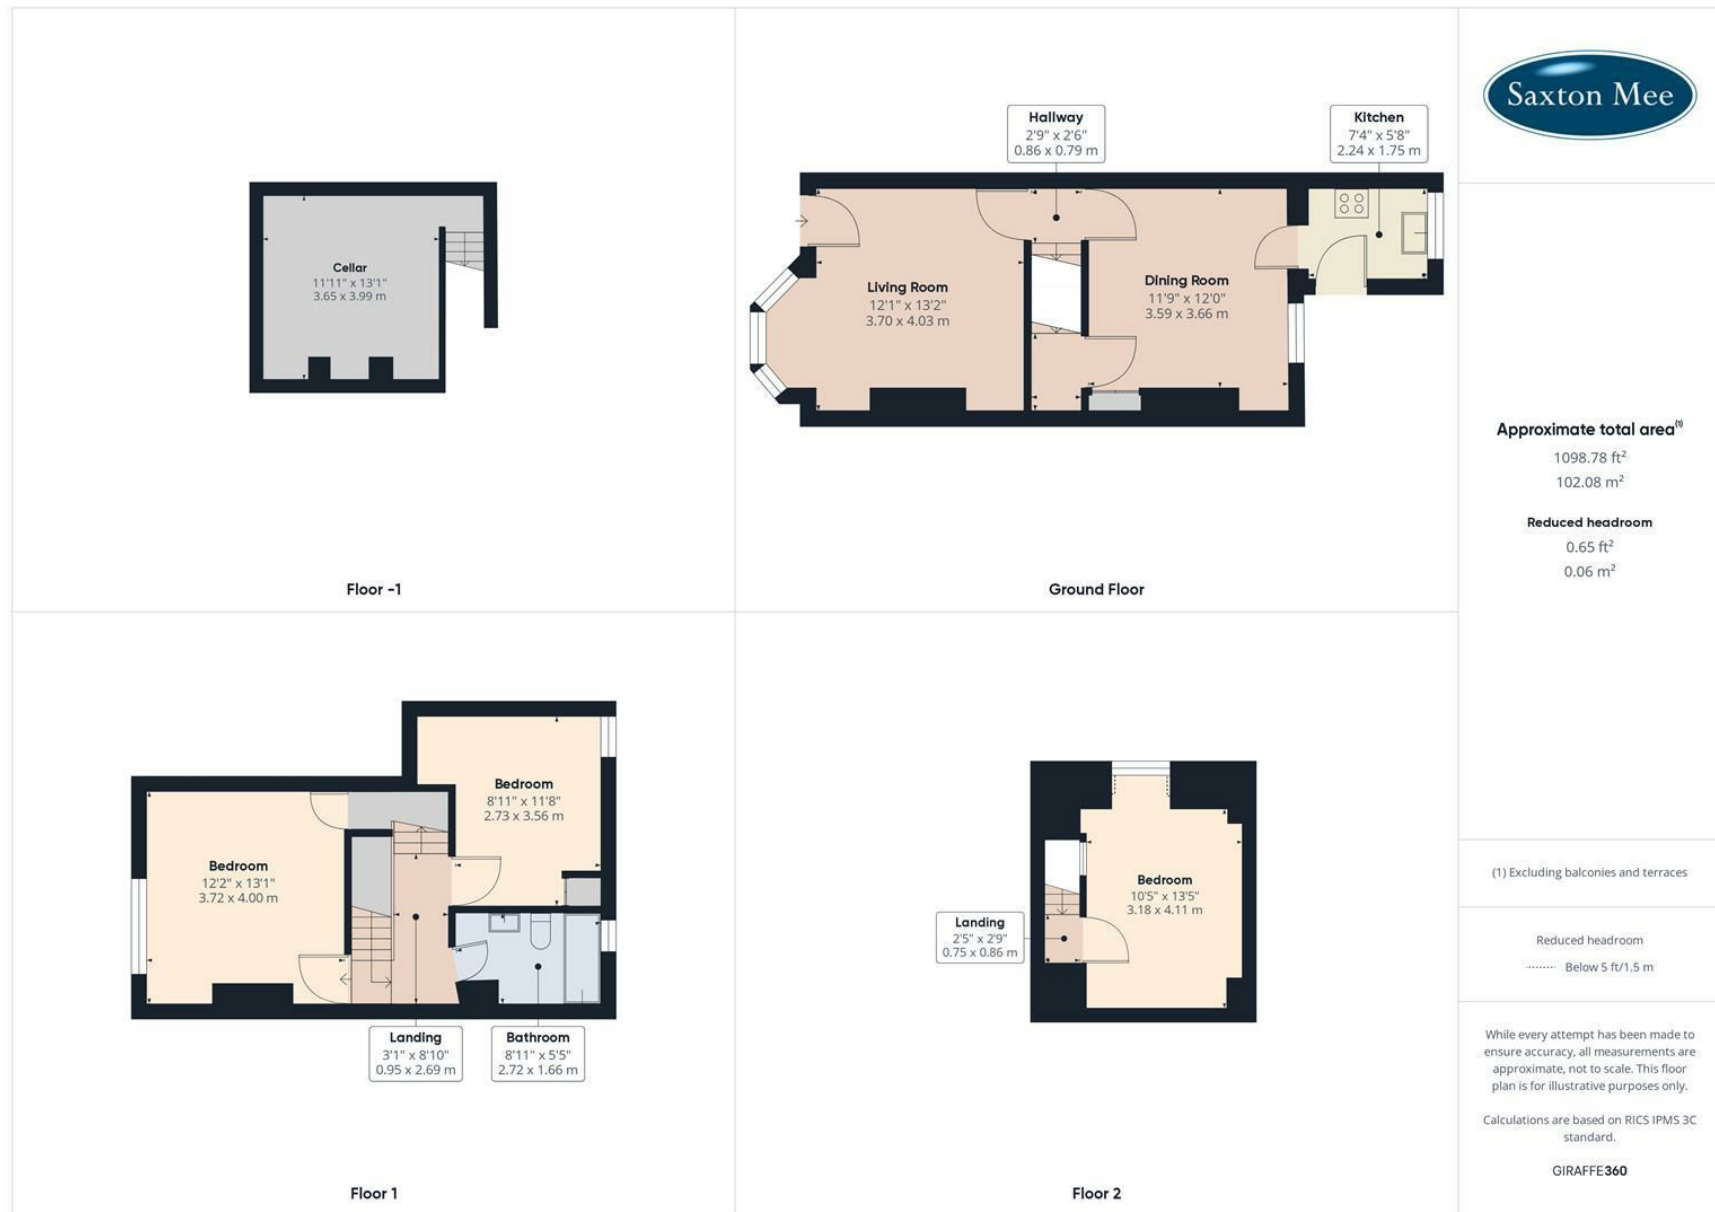 Cellar
11'11" x 13'1"
3.65 x 3.99 m
Floor -1
Hallway
2'9" x 2'6"
0.86 x 0.79 m
Kitchen
7'4" x 5'8"
2.24 x 1.75 m
Living Room
12'1" x 13'2"
3.70 x 4.03 m
Dining Room
11'9" x 12'0"
3.59 x 3.66 m
Ground Floor
Bedroom
8'11" x 11'8"
2.73 x 3.56 m
Bedroom
12'2" x 13'1"
3.72 x 4.00 m
Landing
3'1" x 8'10"
0.95 x 2.69 m
Bathroom
8'11" x 5'5"
2.72 x 1.66 m
Floor 1
Bedroom
10'5" x 13'5"
3.18 x 4.11 m
Landing
2'5" x 2'9"
0.75 x 0.86 m
Floor 2
Saxton Mee
Approximate total area(1)
1098.78 ft²
102.08 m²
Reduced headroom
0.65 ft²
0.06 m²
(1) Excluding balconies and terraces
Reduced headroom
Below 5 ft/1.5 m
While every attempt has been made to
ensure accuracy, all measurements are
approximate, not to scale. This floor
plan is for illustrative purposes only.
Calculations are based on RICS IPMS 3C
standard.
GIRAFFE360